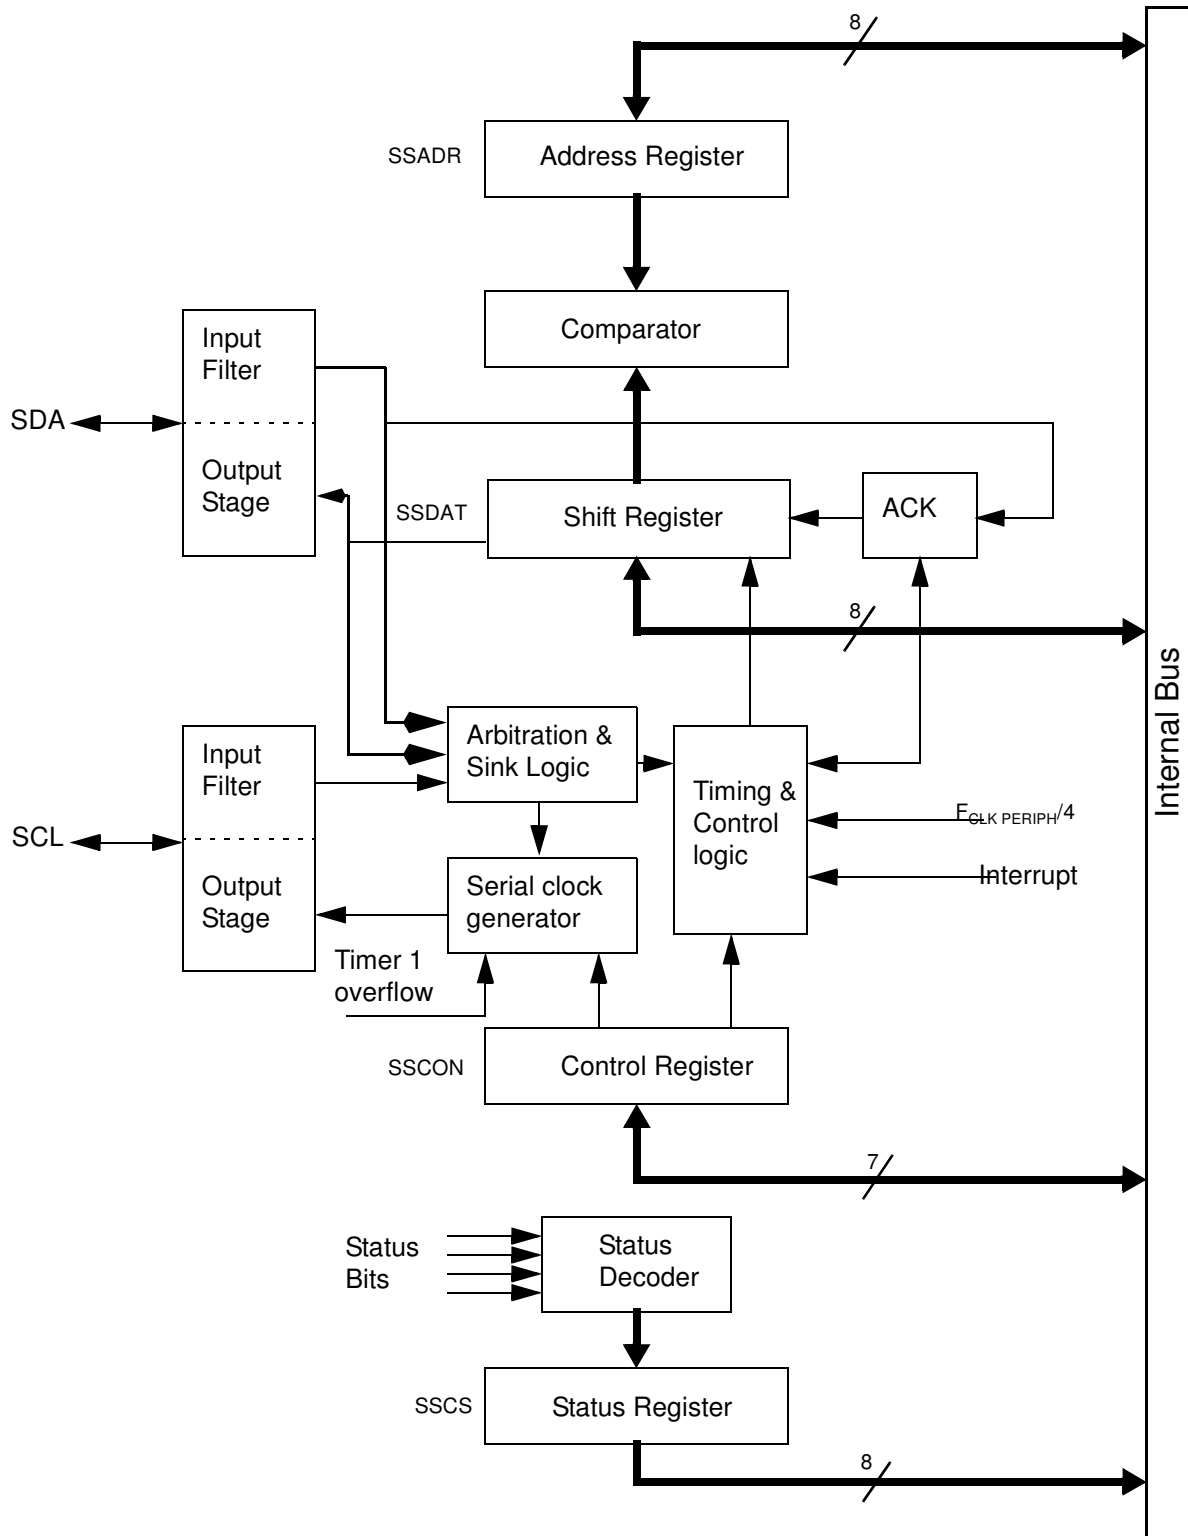 8
SSADR
Address Register
Comparator
Input
Filter
SDA
Output
Stage
SSDAT
Shift Register
ACK
8
Internal Bus
Input
Filter
SCL
Output
Stage
Arbitration &
Sink Logic
Timing &
Control
logic
FCLK PERIPH/4
Interrupt
Serial clock
generator
Timer 1
overflow
SSCON
Control Register
7
Status
Bits
Status
Decoder
SSCS
Status Register
8